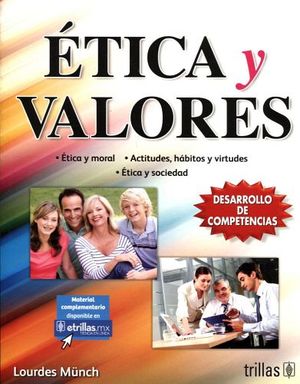 ÉTICA y
VALORES
• Ética y moral • Actitudes, hábitos y virtudes
• Ética y sociedad
DESARROLLO DE
COMPETENCIAS
Material
complementario
disponible en
etrillas.mx
Lourdes Münch
trillas